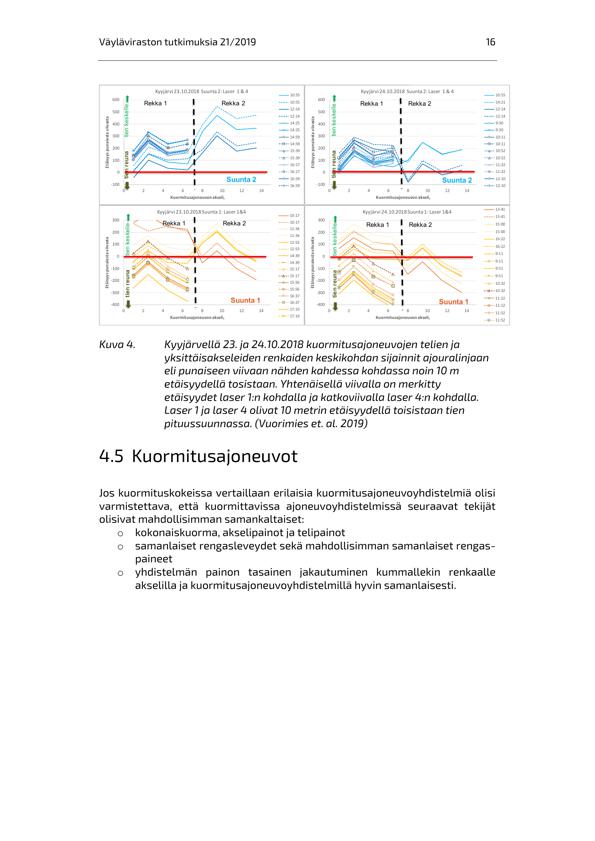 Väyläviraston tutkimuksia 21/2019 16
Kyyjärvi 23.10.2018 Suunta 2: Laser 1 & 4
Rekka 1 Rekka 2
Suunta 2
Kuormitusajoneuvon akseli,
Kyyjärvi 24.10.2018 Suunta 2: Laser 1 & 4
Rekka 1 Rekka 2
Suunta 2
Kuormitusajoneuvon akseli,
Kyyjärvi 23.10.2018 Suunta 1: Laser 1&4
Rekka 1 Rekka 2
Suunta 1
Kuormitusajoneuvon akseli,
Kyyjärvi 24.10.2018 Suunta 1: Laser 1&4
Rekka 1 Rekka 2
Suunta 1
Kuormitusajoneuvon akseli,
Kuva 4. Kyyjärvellä 23. ja 24.10.2018 kuormitusajoneuvojen telien ja
yksittäisakseleiden renkaiden keskikohdan sijainnit ajouralinjaan
eli punaiseen viivaan nähden kahdessa kohdassa noin 10 m
etäisyydellä tosistaan. Yhtenäisellä viivalla on merkitty
etäisyydet laser 1:n kohdalla ja katkoviivalla laser 4:n kohdalla.
Laser 1 ja laser 4 olivat 10 metrin etäisyydellä toisistaan tien
pituussuunnassa. (Vuorimies et. al. 2019)
4.5 Kuormitusajoneuvot
Jos kuormituskokeissa vertaillaan erilaisia kuormitusajoneuvoyhdistelmiä olisi
varmistettava, että kuormittavissa ajoneuvoyhdistelmissä seuraavat tekijät
olisivat mahdollisimman samankaltaiset:
o kokonaiskuorma, akselipainot ja telipainot
o samanlaiset rengasleveydet sekä mahdollisimman samanlaiset rengas-
paineet
o yhdistelmän painon tasainen jakautuminen kummallekin renkaalle
akselilla ja kuormitusajoneuvoyhdistelmillä hyvin samanlaisesti.